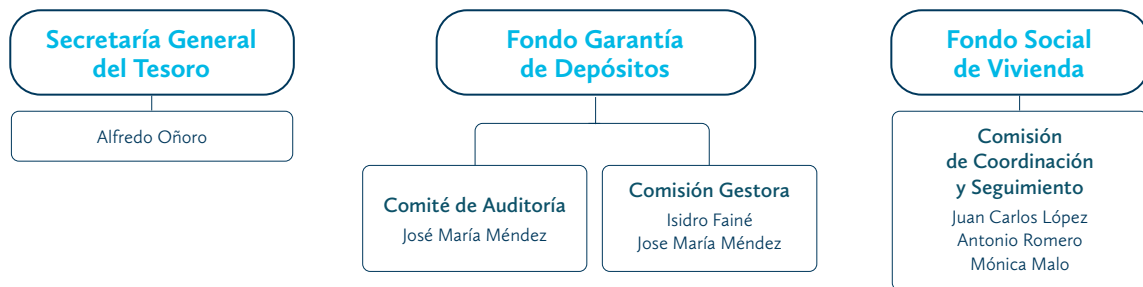 Secretaría General
del Tesoro
Alfredo Oñoro
Fondo Garantía
de Depósitos
Comité de Auditoría
José María Méndez
Comisión Gestora
Isidro Fainé
Jose María Méndez
Fondo Social
de Vivienda
Comisión
de Coordinación
y Seguimiento
Juan Carlos López
Antonio Romero
Mónica Malo